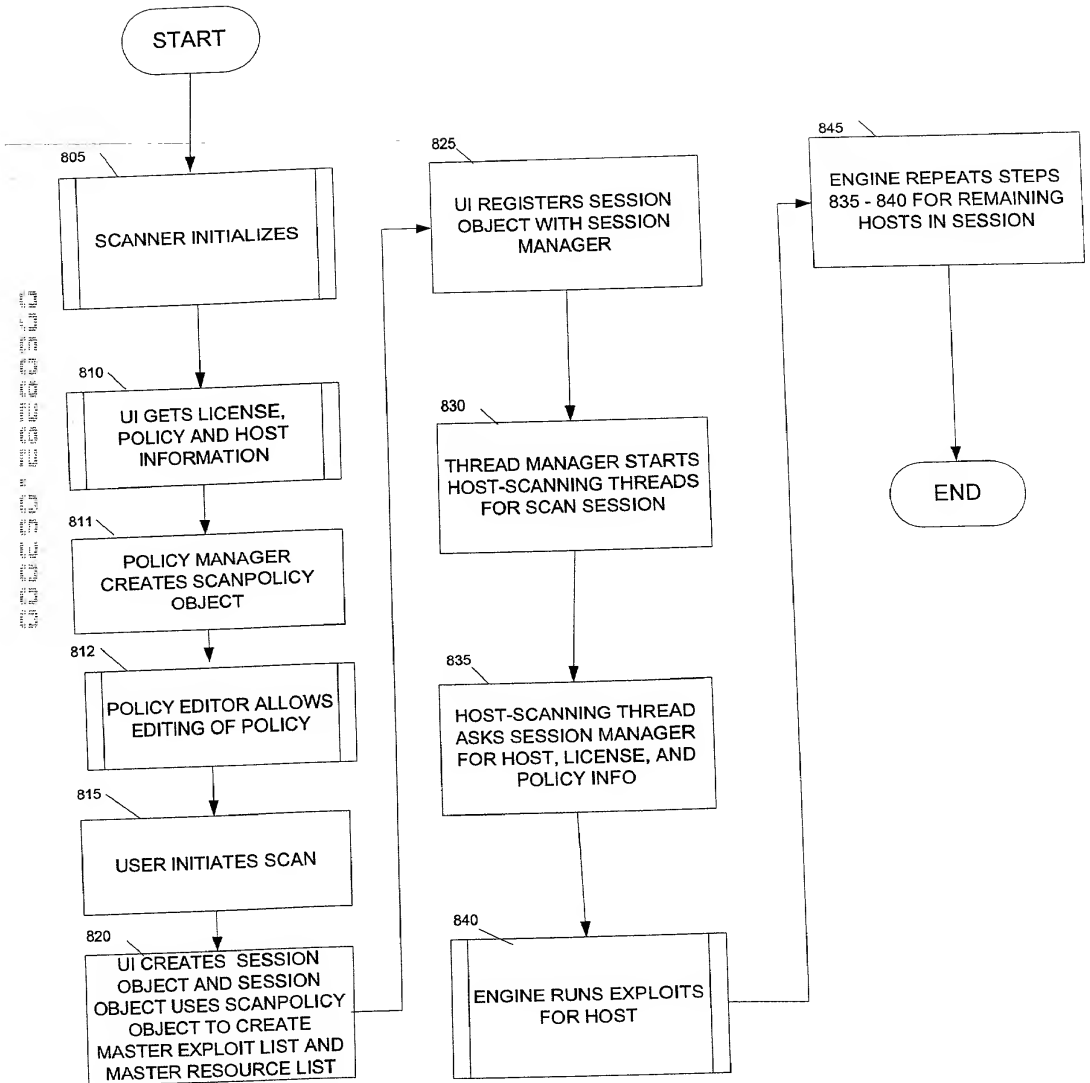 START
805
SCANNER INITIALIZES
810
UI GETS LICENSE,
POLICY AND HOST
INFORMATION
811
POLICY MANAGER
CREATES SCANPOLICY
OBJECT
812
POLICY EDITOR ALLOWS
EDITING OF POLICY
815
USER INITIATES SCAN
820
UI CREATES SESSION
OBJECT AND SESSION
OBJECT USES SCANPOLICY
OBJECT TO CREATE
MASTER EXPLOIT LIST AND
MASTER RESOURCE LIST
825
UI REGISTERS SESSION
OBJECT WITH SESSION
MANAGER
830
THREAD MANAGER STARTS
HOST-SCANNING THREADS
FOR SCAN SESSION
835
HOST-SCANNING THREAD
ASKS SESSION MANAGER
FOR HOST, LICENSE, AND
POLICY INFO
840
ENGINE RUNS EXPLOITS
FOR HOST
845
ENGINE REPEATS STEPS
835 - 840 FOR REMAINING
HOSTS IN SESSION
END